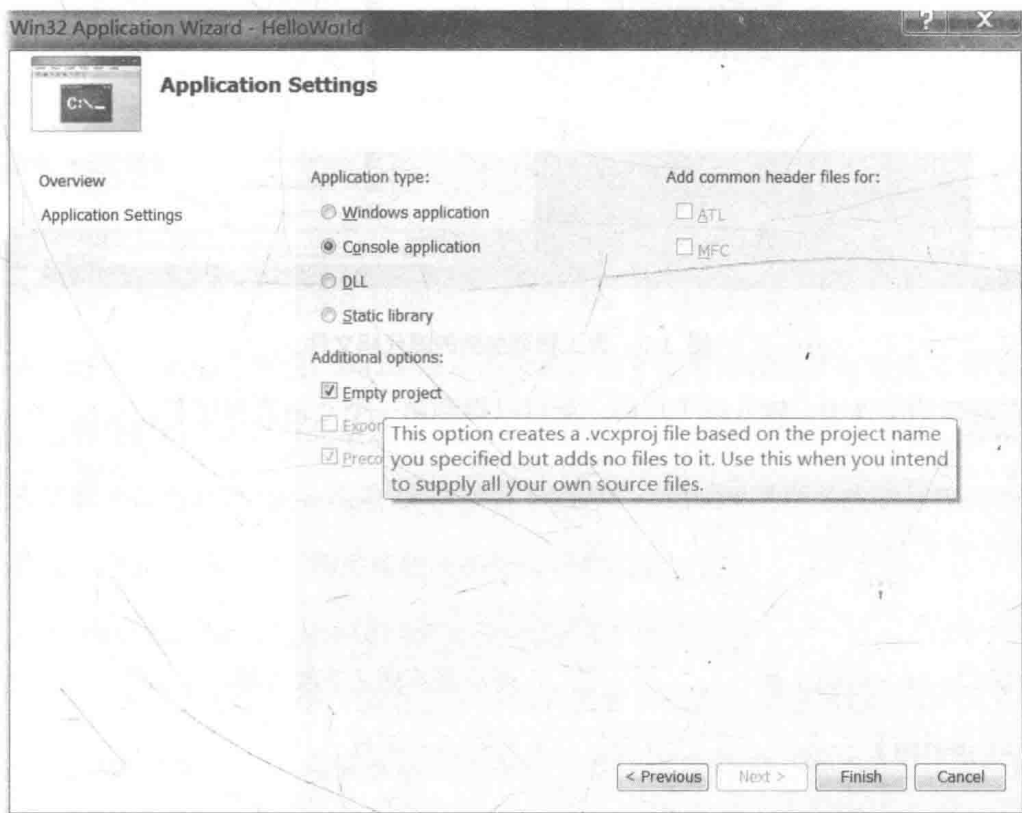 Win32 Application Wizard - HelloWorld
? X
C:\_
Application Settings
Overview
Application Settings
Application type:
Windows application
Console application
DLL
Static library
Add common header files for:
ATL
MFC
Additional options:
Empty project
Expor
Preco
This option creates a .vcxproj file based on the project name
you specified but adds no files to it. Use this when you intend
to supply all your own source files.
< Previous
Next >
Finish
Cancel